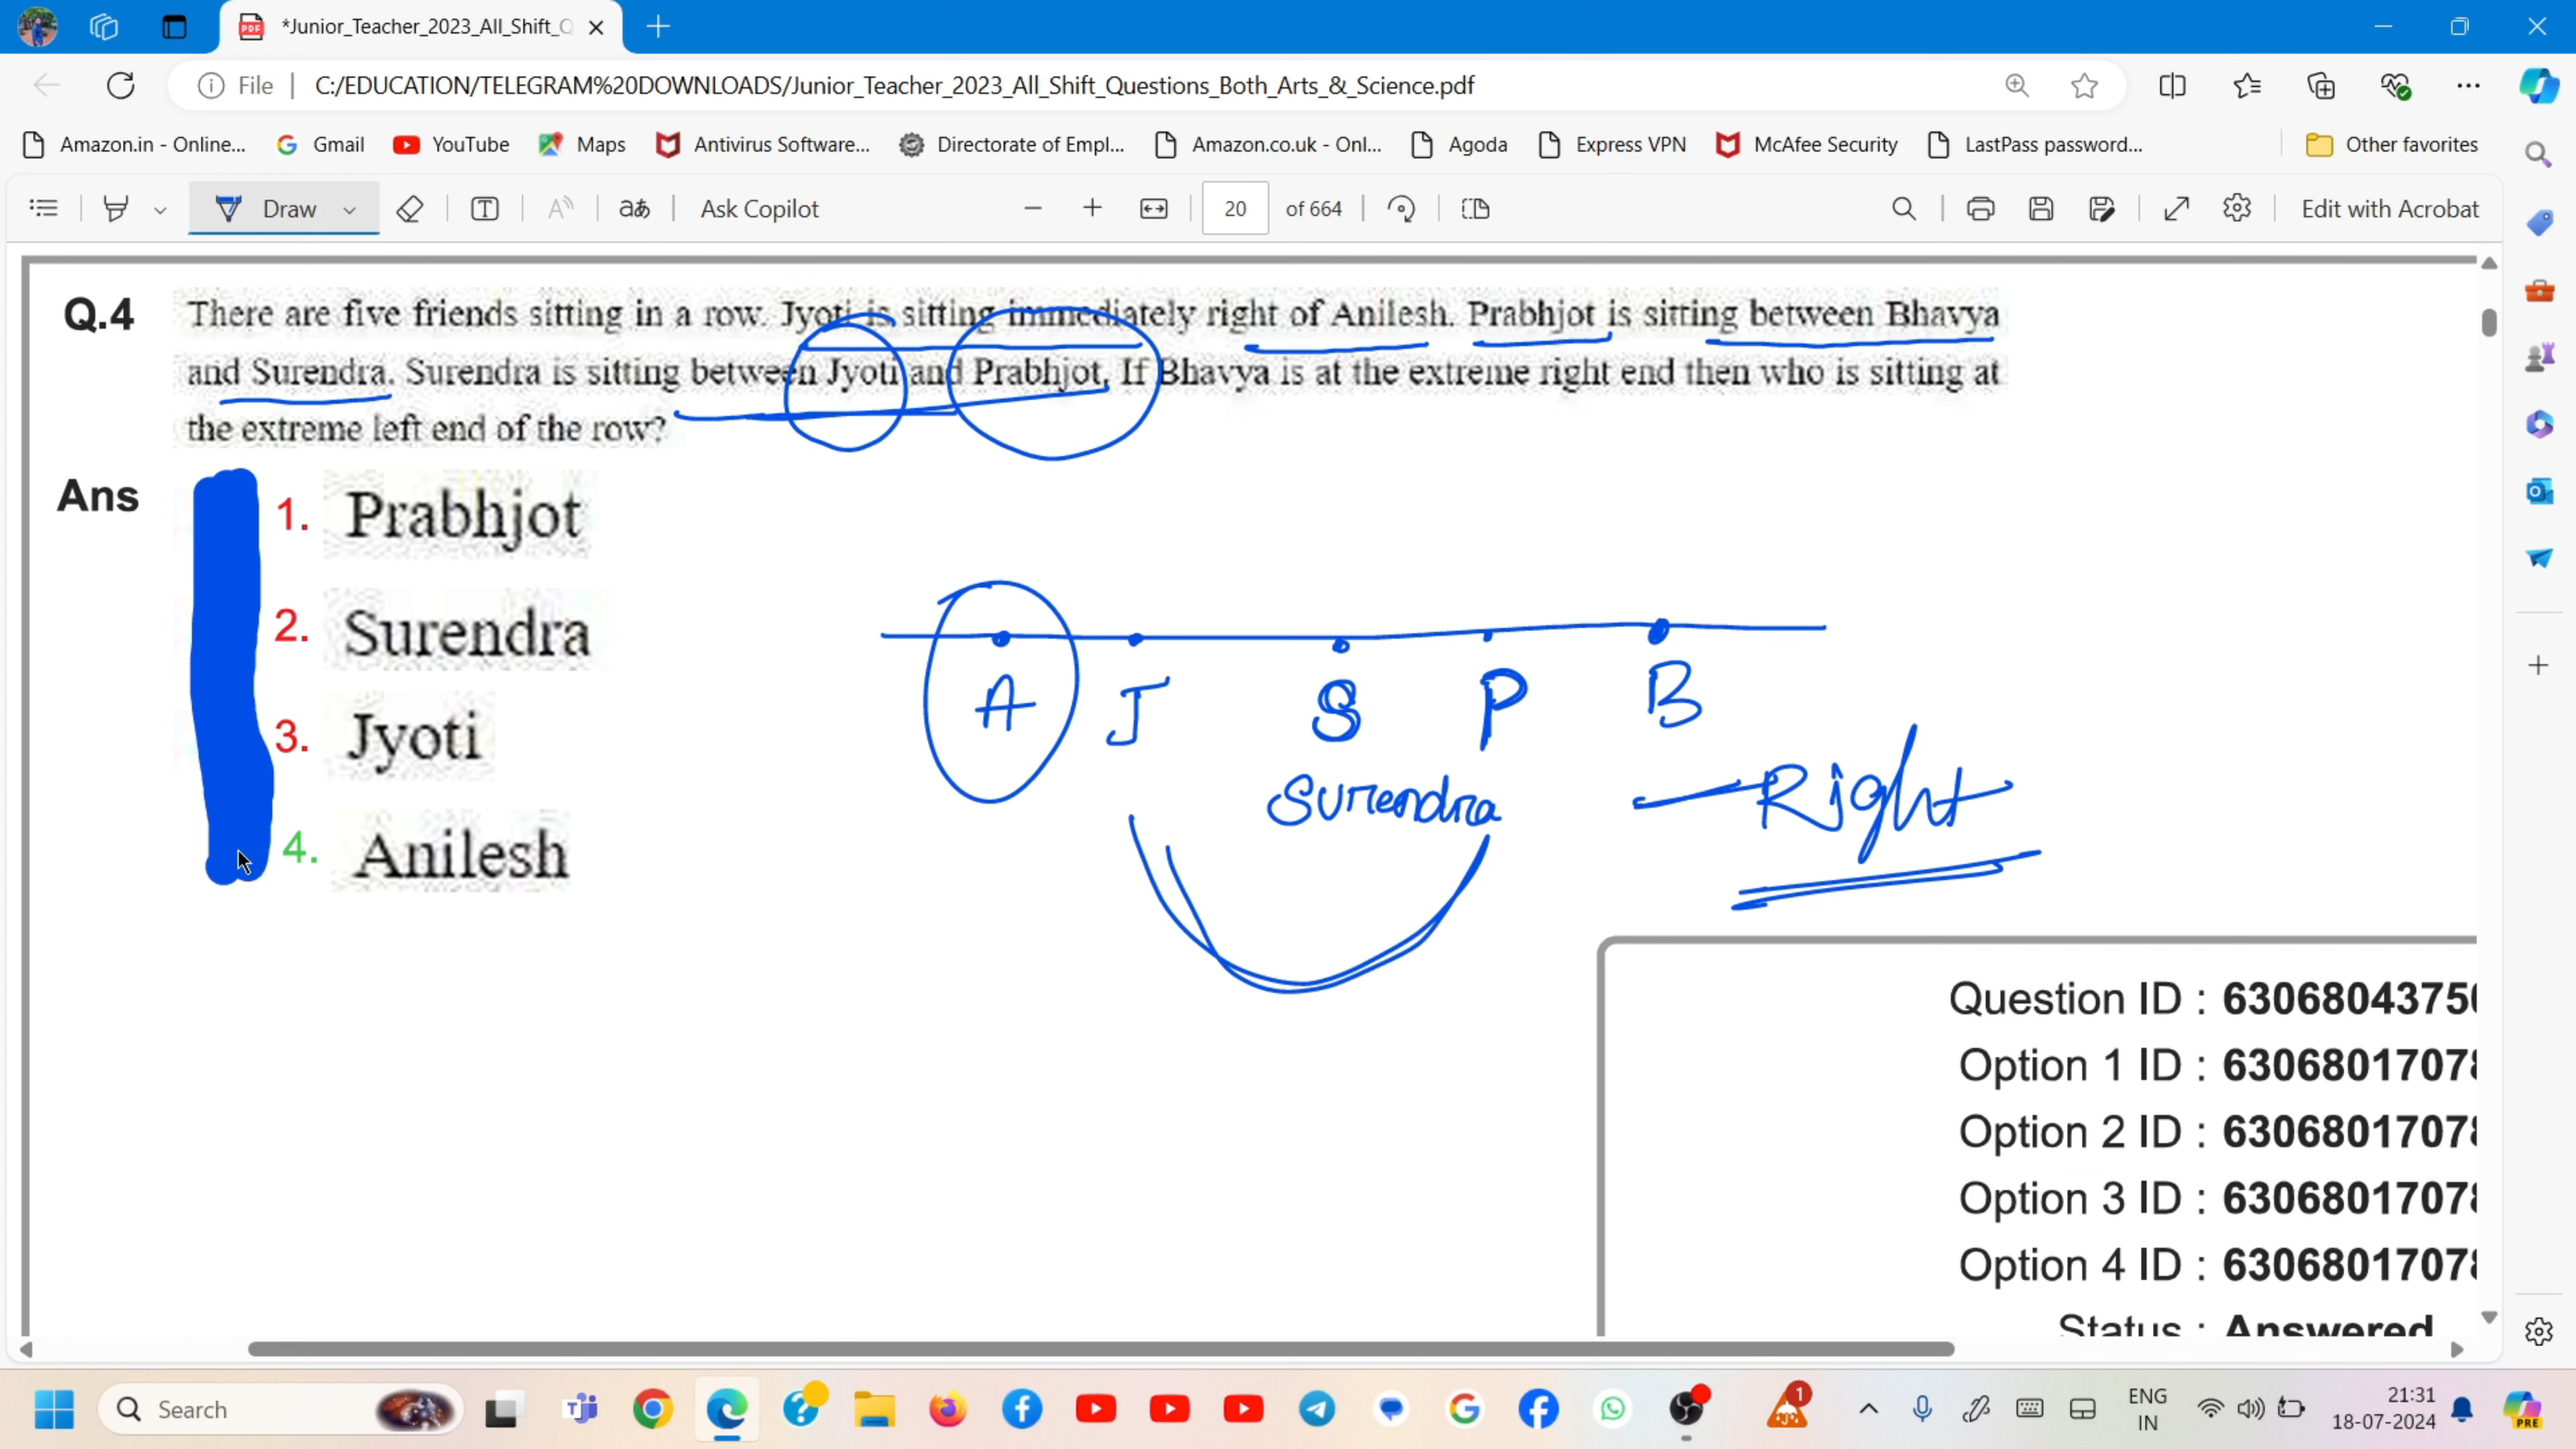 *Junior_Teacher_2023_All_Shift_Q
File
C:/EDUCATION/TELEGRAM%20DOWNLOADS/Junior_Teacher_2023_All_Shift_Questions_Both_Arts_&_Science.pdf
Amazon.in - Online... Gmail YouTube Maps Antivirus Software... Directorate of Empl... Amazon.co.uk - Onl... Agoda Express VPN McAfee Security LastPass password... Other favorites
Draw aあ Ask Copilot 20 of 664 Edit with Acrobat
Q.4 There are five friends sitting in a row. Jyoti is sitting immediately right of Anilesh. Prabhjot is sitting between Bhavya
and Surendra. Surendra is sitting between Jyoti and Prabhjot. If Bhavya is at the extreme right end then who is sitting at
the extreme left end of the row?
Ans
1. Prabhjot
2. Surendra
3. Jyoti
4. Anilesh
A J S P B
Surendra
Right
Question ID : 6306804375
Option 1 ID : 6306801707
Option 2 ID : 6306801707
Option 3 ID : 6306801707
Option 4 ID : 6306801707
Status : Answered
Search
1
ENG
IN
21:31
18-07-2024
PRE